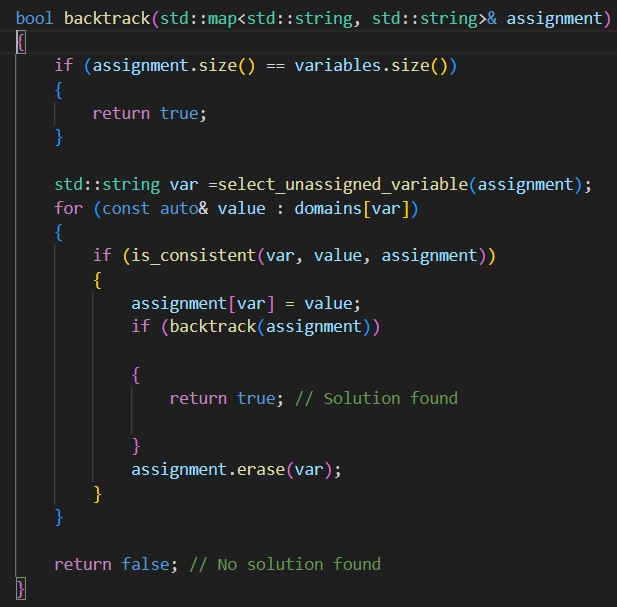 bool backtrack(std::map<std::string, std::string>& assignment)
{
    if (assignment.size() == variables.size())
    {
        return true;
    }
    std::string var =select_unassigned_variable(assignment);
    for (const auto& value : domains[var])
    {
        if (is_consistent(var, value, assignment))
        {
            assignment[var] = value;
            if (backtrack(assignment))
            {
                return true; // Solution found
            }
            assignment.erase(var);
        }
    }
    return false; // No solution found
}